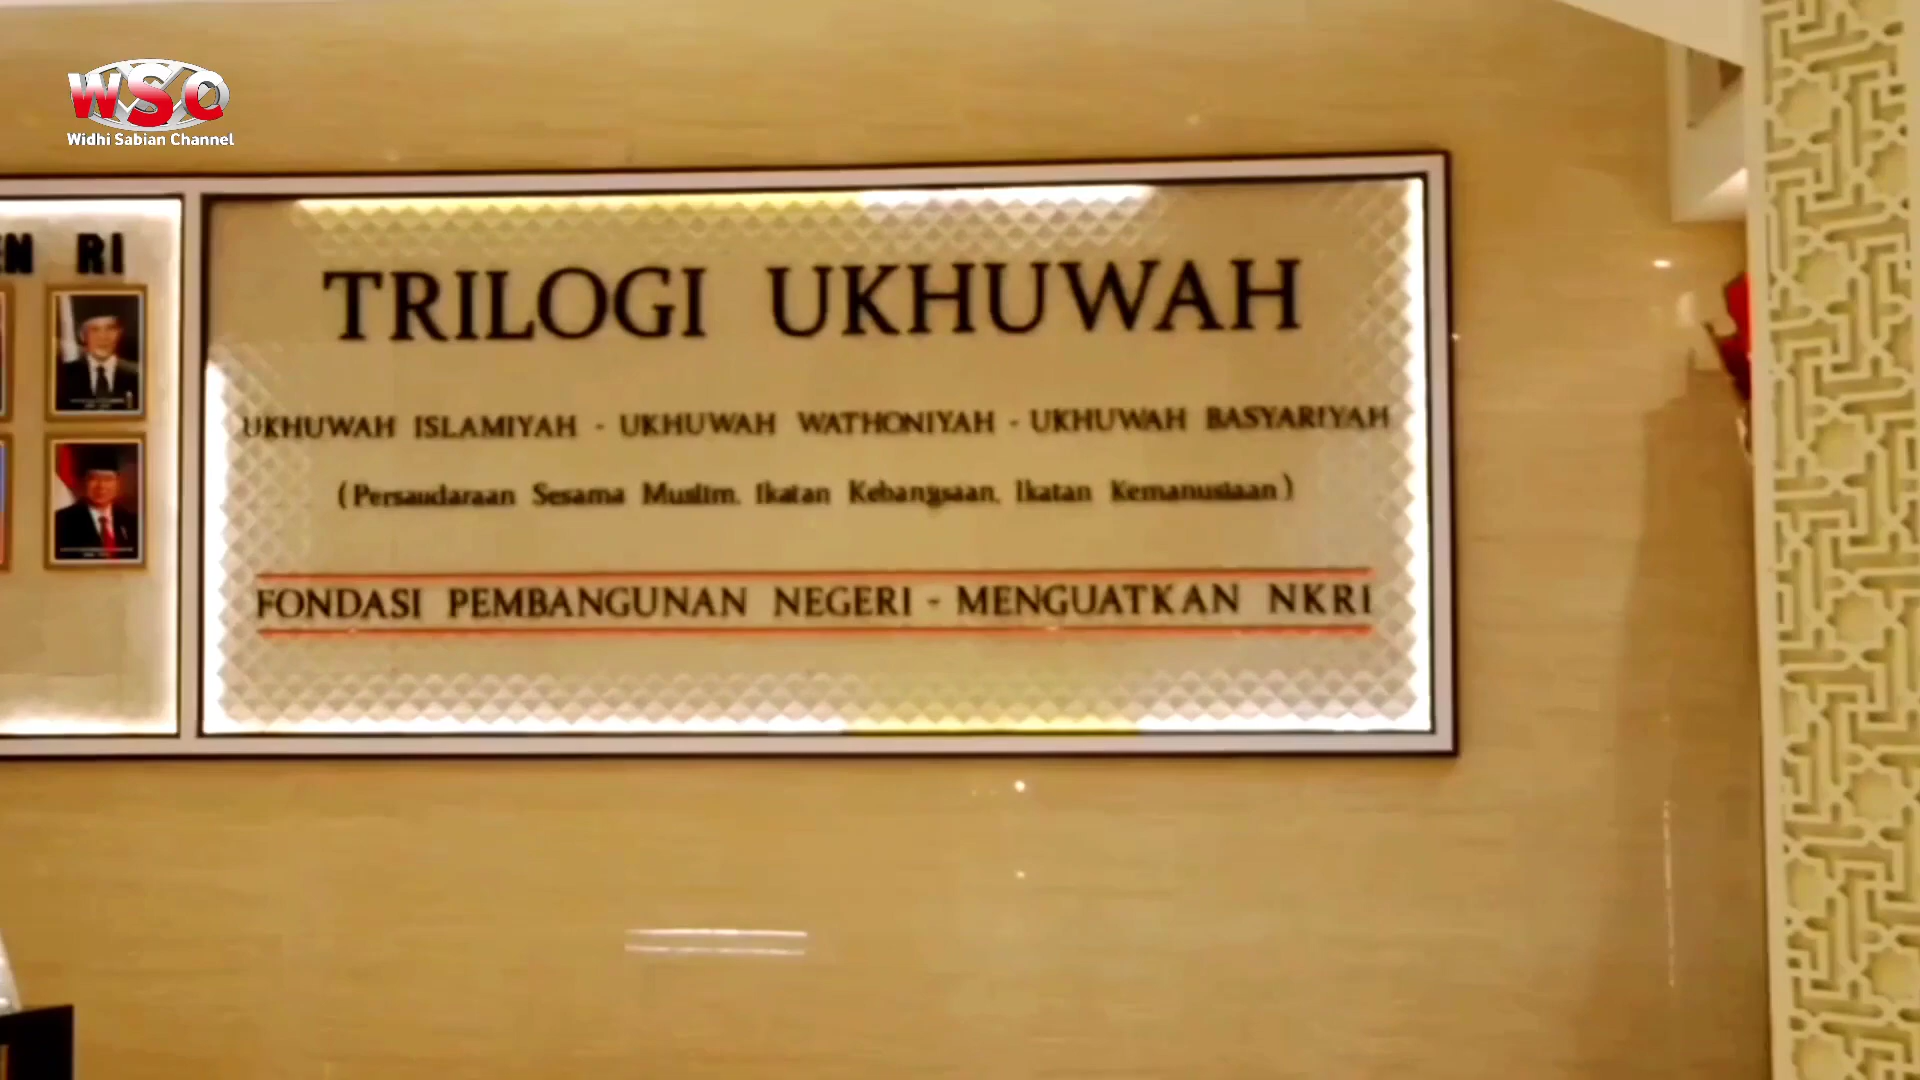 WSC
Widhi Sabian Channel
RI
TRILOGI UKHUWAH
UKHUWAH ISLAMIYAH - UKHUWAH WATHONIYAH - UKHUWAH BASYARIYAH
(Persaudaraan Sesama Muslim, Ikatan Kebangsaan, Ikatan Kemanusiaan)
FONDASI PEMBANGUNAN NEGERI - MENGUATKAN NKRI